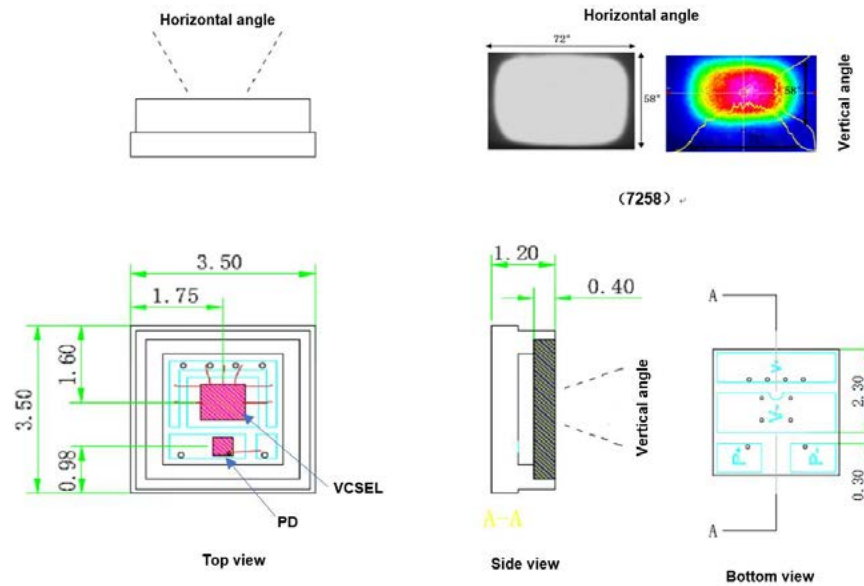 Horizontal angle
Horizontal angle
72°
58°
58°
Vertical angle
(7258)
3.50
1.75
1.60
3.50
0.98
VCSEL
PD
Top view
1.20
0.40
Vertical angle
A-A
Side view
A
V-
V+
P+
P-
2.30
0.30
A
Bottom view